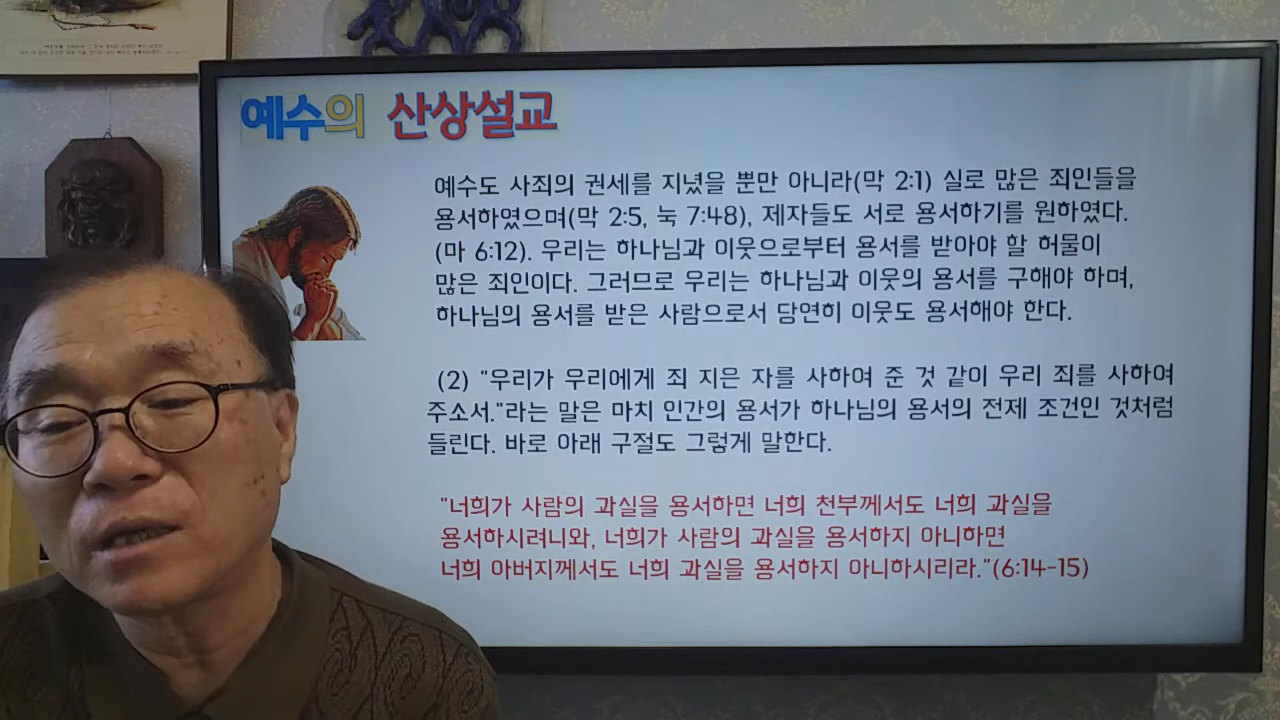 예수의 산상설교
예수도 사죄의 권세를 지녔을 뿐만 아니라(막 2:1) 실로 많은 죄인들을
용서하였으며(막 2:5, 눅 7:48), 제자들도 서로 용서하기를 원하였다.
(마 6:12). 우리는 하나님과 이웃으로부터 용서를 받아야 할 허물이
많은 죄인이다. 그러므로 우리는 하나님과 이웃의 용서를 구해야 하며,
하나님의 용서를 받은 사람으로서 당연히 이웃도 용서해야 한다.
(2) "우리가 우리에게 죄 지은 자를 사하여 준 것 같이 우리 죄를 사하여
주소서."라는 말은 마치 인간의 용서가 하나님의 용서의 전제 조건인 것처럼
들린다. 바로 아래 구절도 그렇게 말한다.
"너희가 사람의 과실을 용서하면 너희 천부께서도 너희 과실을
용서하시려니와, 너희가 사람의 과실을 용서하지 아니하면
너희 아버지께서도 너희 과실을 용서하지 아니하시리라."(6:14-15)